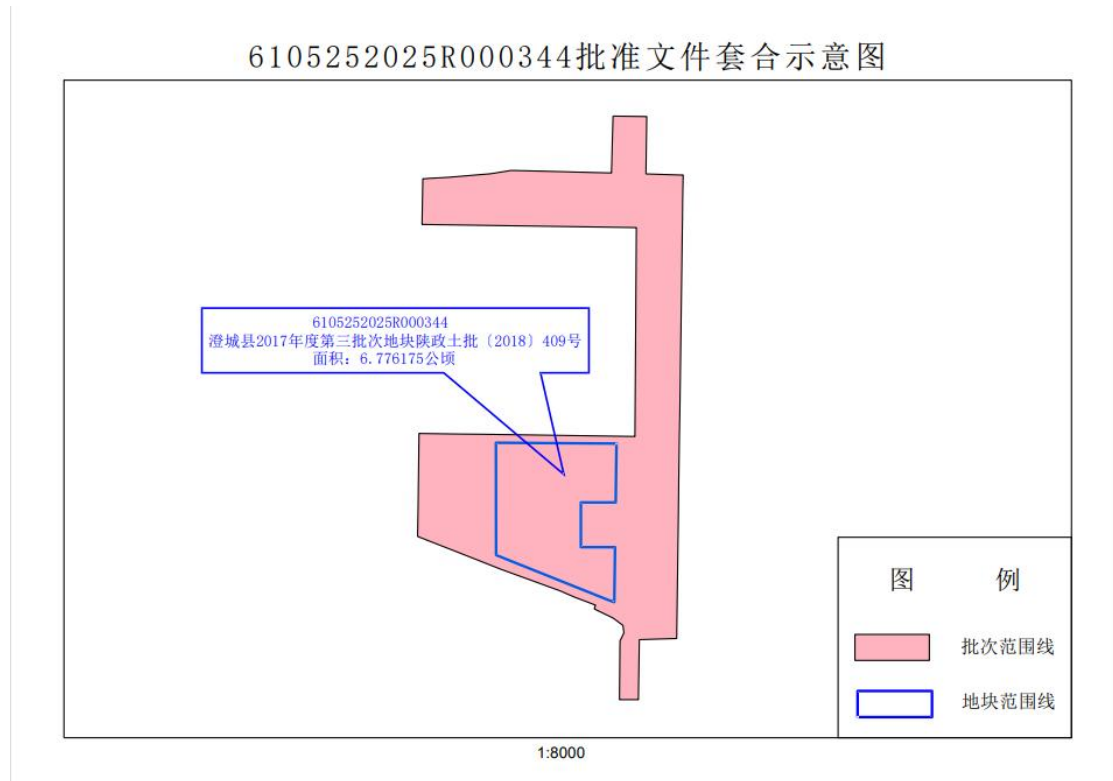 6105252025R000344批准文件套合示意图
6105252025R000344
澄城县2017年度第三批次地块陕政土批〔2018〕409号
面积：6.776175公顷
图 例
批次范围线
地块范围线
1:8000